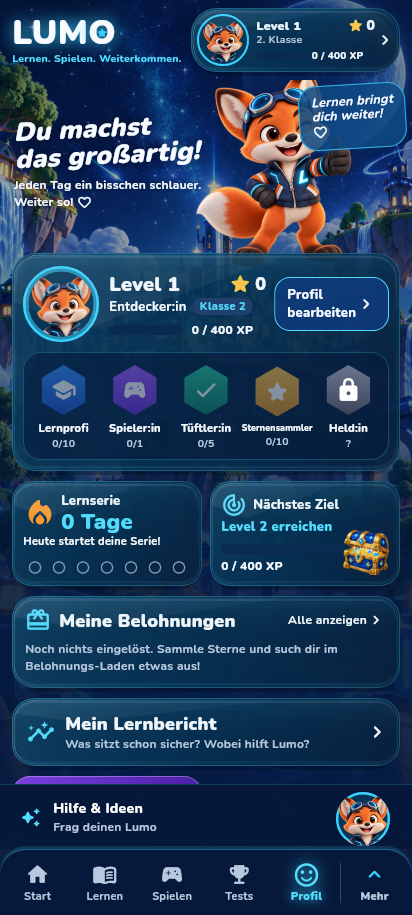 LUMO
Lernen. Spielen. Weiterkommen.
Level 1
0
2. Klasse
0 / 400 XP
Lernen bringt
dich weiter!
Du machst
das großartig!
Jeden Tag ein bisschen schlauer.
Weiter so!
L
Level 1
0
Entdecker:in
Klasse 2
0 / 400 XP
Profil
bearbeiten
Lernprofi
0/10
Spieler:in
0/1
Tüftler:in
0/5
Sternensammler
0/10
Held:in
?
Lernserie
0 Tage
Heute startet deine Serie!
Nächstes Ziel
Level 2 erreichen
0 / 400 XP
Meine Belohnungen
Alle anzeigen
Noch nichts eingelöst. Sammle Sterne und such dir im
Belohnungs-Laden etwas aus!
Mein Lernbericht
Was sitzt schon sicher? Wobei hilft Lumo?
Hilfe & Ideen
Frag deinen Lumo
Start
Lernen
Spielen
Tests
Profil
Mehr